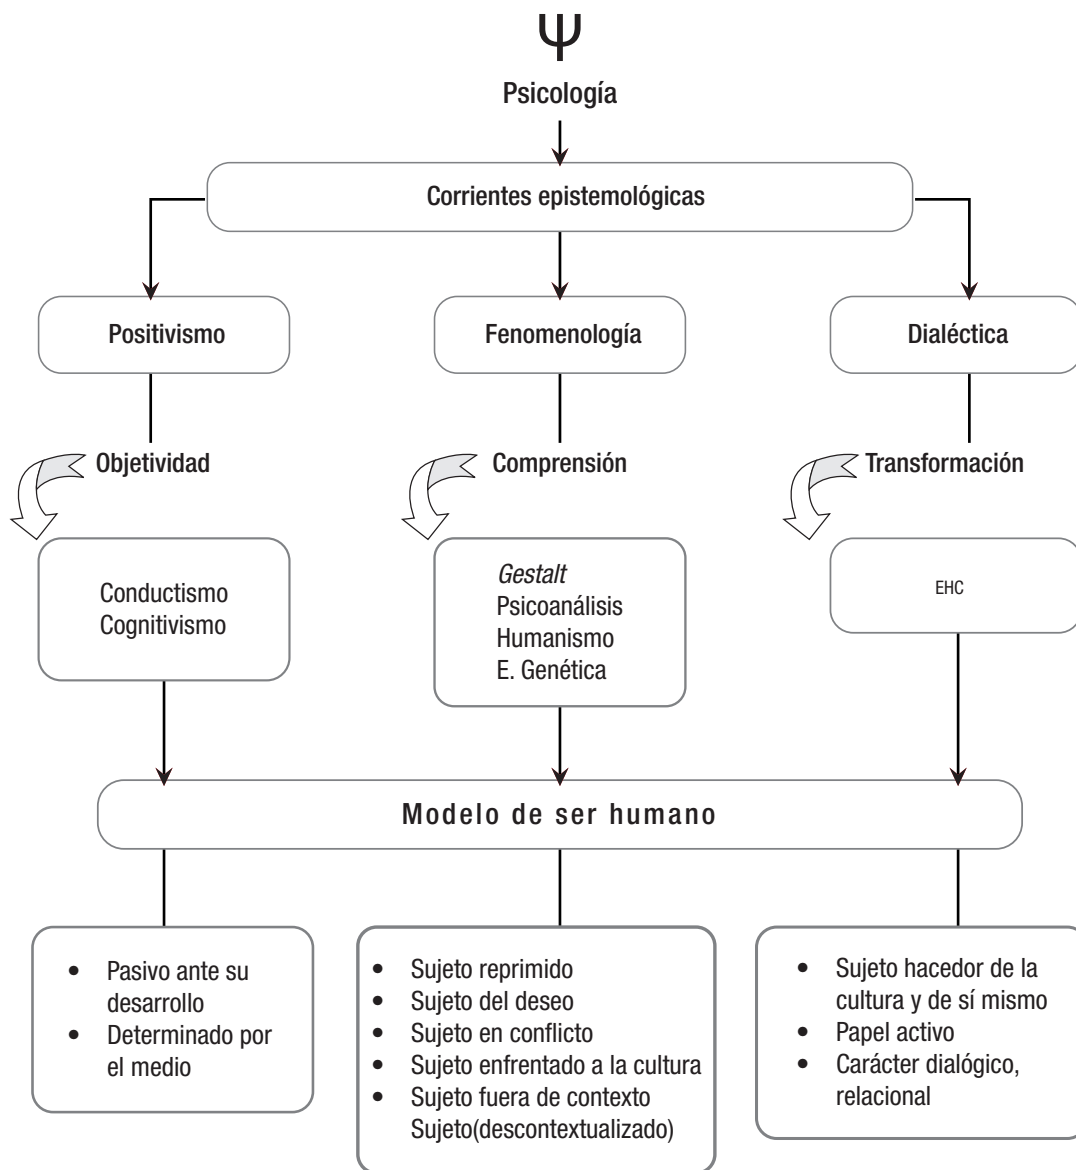 Ψ
Psicología
Corrientes epistemológicas
Positivismo
Fenomenología
Dialéctica
Objetividad
Comprensión
Transformación
Conductismo
Cognitivismo
Gestalt
Psicoanálisis
Humanismo
E. Genética
EHC
Modelo de ser humano
• Pasivo ante su
desarrollo
• Determinado por
el medio
• Sujeto reprimido
• Sujeto del deseo
• Sujeto en conflicto
• Sujeto enfrentado a la cultura
• Sujeto fuera de contexto
Sujeto(descontextualizado)
• Sujeto hacedor de la
cultura y de sí mismo
• Papel activo
• Carácter dialógico,
relacional